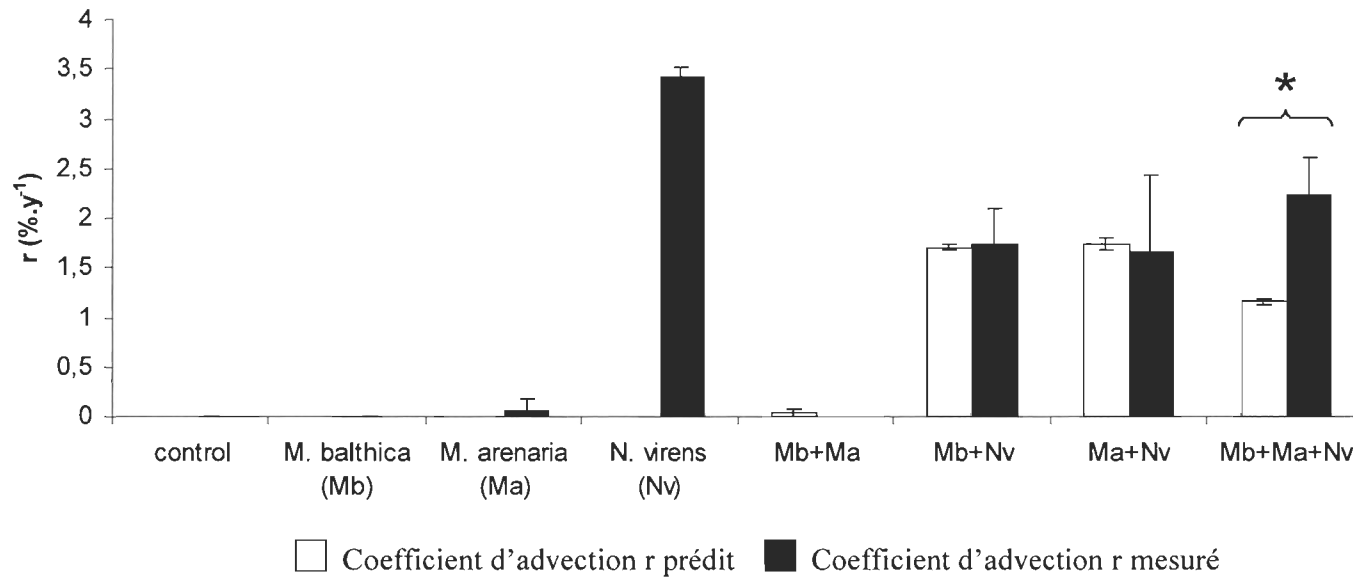 4
3,5
3
2,5
2
1,5
1
0,5
0
r (%.y⁻¹)
*
control
M. balthica
(Mb)
M. arenaria
(Ma)
N. virens
(Nv)
Mb+Ma
Mb+Nv
Ma+Nv
Mb+Ma+Nv
Coefficient d'advection r prédit
Coefficient d'advection r mesuré